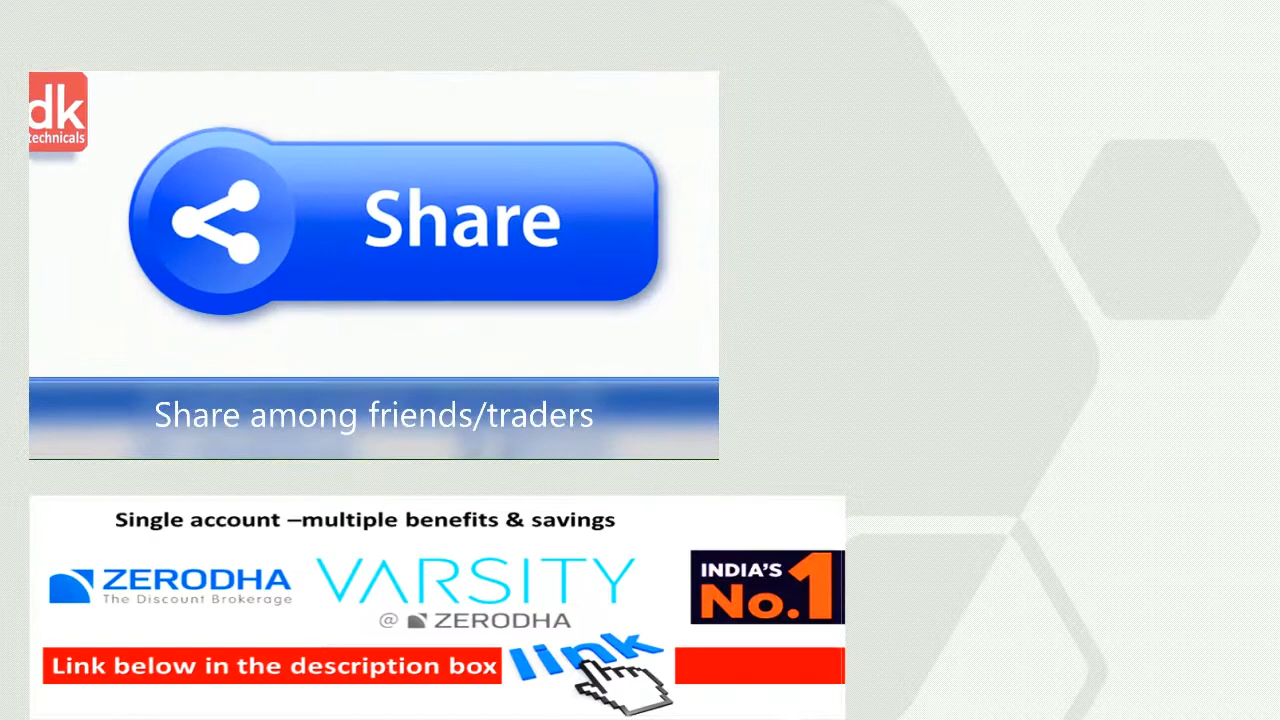 dk
technicals
Share
Share among friends/traders
Single account –multiple benefits & savings
ZERODHA
The Discount Brokerage
VARSITY
@ ZERODHA
INDIA'S
No.1
Link below in the description box
link